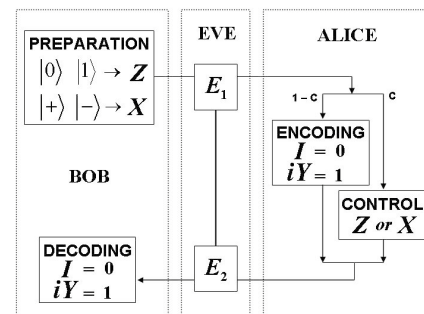 EVE
ALICE
PREPARATION
|0⟩ |1⟩ → Z
|+⟩ |−⟩ → X
E₁
1 – C
C
ENCODING
I = 0
iY = 1
BOB
CONTROL
Z or X
DECODING
I = 0
iY = 1
E₂